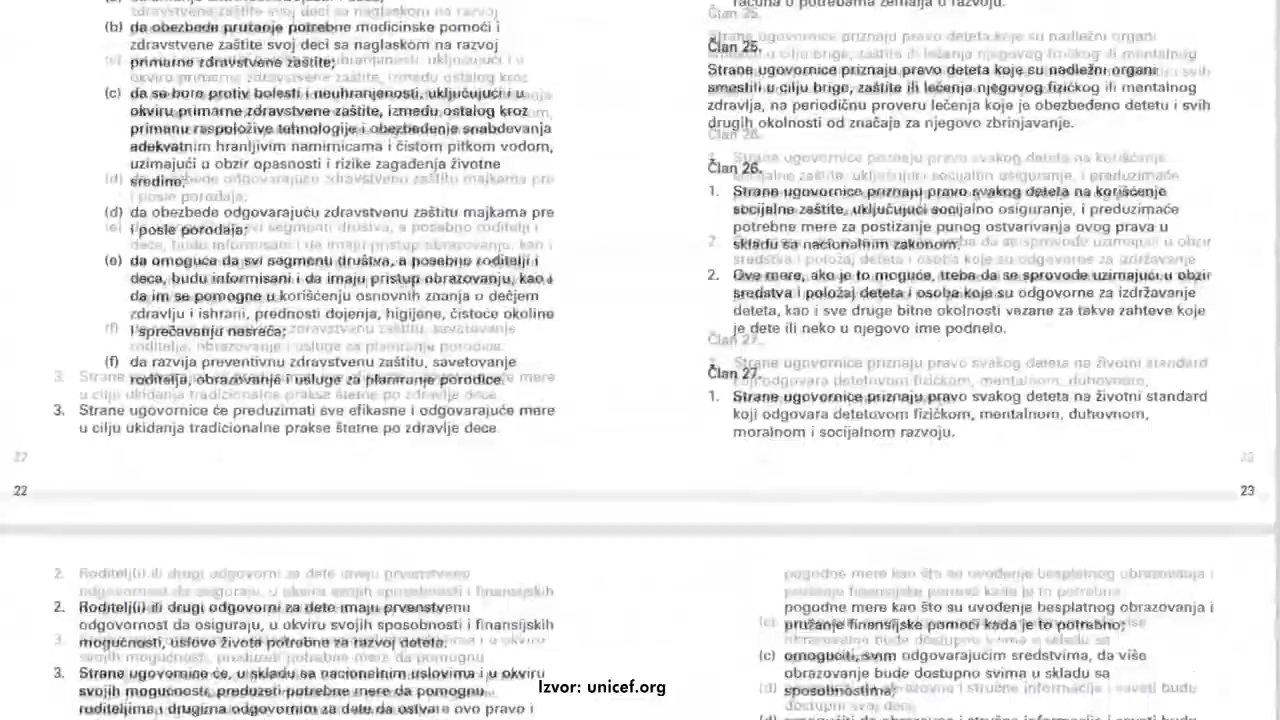 (b) da obezbede pružanje potrebne medicinske pomoći i
zdravstvene zaštite svoj deci sa naglaskom na razvoj
primarne zdravstvene zaštite;
(c) da se bore protiv bolesti i neuhranjenosti, uključujući i u
okviru primarne zdravstvene zaštite, između ostalog kroz
primenu raspoložive tehnologije i obezbeđenje snabdevanja
adekvatnim hranljivim namirnicama i čistom pitkom vodom,
uzimajući u obzir opasnosti i rizike zagađenja životne
sredine;
(d) da obezbede odgovarajuću zdravstvenu zaštitu majkama pre
i posle porođaja;
(e) da omoguće da svi segmenti društva, a posebno roditelji i
deca, budu informisani i da imaju pristup obrazovanju, kao i
da im se pomogne u korišćenju osnovnih znanja o dečjem
zdravlju i ishrani, prednosti dojenja, higijene, čistoće okoline
i sprečavanju nesreća;
(f) da razvija preventivnu zdravstvenu zaštitu, savetovanje
roditelja, obrazovanje i usluge za planiranje porodice.
3. Strane ugovornice će preduzimati sve efikasne i odgovarajuće mere
u cilju ukidanja tradicionalne prakse štetne po zdravlje dece.
22
računa o potrebama zemalja u razvoju.
Član 25.
Strane ugovornice priznaju pravo deteta koje su nadležni organi
smestili u cilju brige, zaštite ili lečenja njegovog fizičkog ili mentalnog
zdravlja, na periodičnu proveru lečenja koje je obezbeđeno detetu i svih
drugih okolnosti od značaja za njegovo zbrinjavanje.
Član 26.
1. Strane ugovornice priznaju pravo svakog deteta na korišćenje
socijalne zaštite, uključujući socijalno osiguranje, i preduzimaće
potrebne mere za postizanje punog ostvarivanja ovog prava u
skladu sa nacionalnim zakonom.
2. Ove mere, ako je to moguće, treba da se sprovode uzimajući u obzir
sredstva i položaj deteta i osoba koje su odgovorne za izdržavanje
deteta, kao i sve druge bitne okolnosti vezane za takve zahteve koje
je dete ili neko u njegovo ime podnelo.
Član 27.
1. Strane ugovornice priznaju pravo svakog deteta na životni standard
koji odgovara detetovom fizičkom, mentalnom, duhovnom,
moralnom i socijalnom razvoju.
23
2. Roditelj(i) ili drugi odgovorni za dete imaju prvenstvenu
odgovornost da osiguraju, u okviru svojih sposobnosti i finansijskih
mogućnosti, uslove života potrebne za razvoj deteta.
3. Strane ugovornice će, u skladu sa nacionalnim uslovima i u okviru
svojih mogućnosti, preduzeti potrebne mere da pomognu
roditeljima i drugima odgovornim za dete da ostvare ovo pravo i
pogodne mere kao što su uvođenje besplatnog obrazovanja i
pružanje finansijske pomoći kada je to potrebno;
(c) omogućiti, svim odgovarajućim sredstvima, da više
obrazovanje bude dostupno svima u skladu sa
sposobnostima;
Izvor: unicef.org